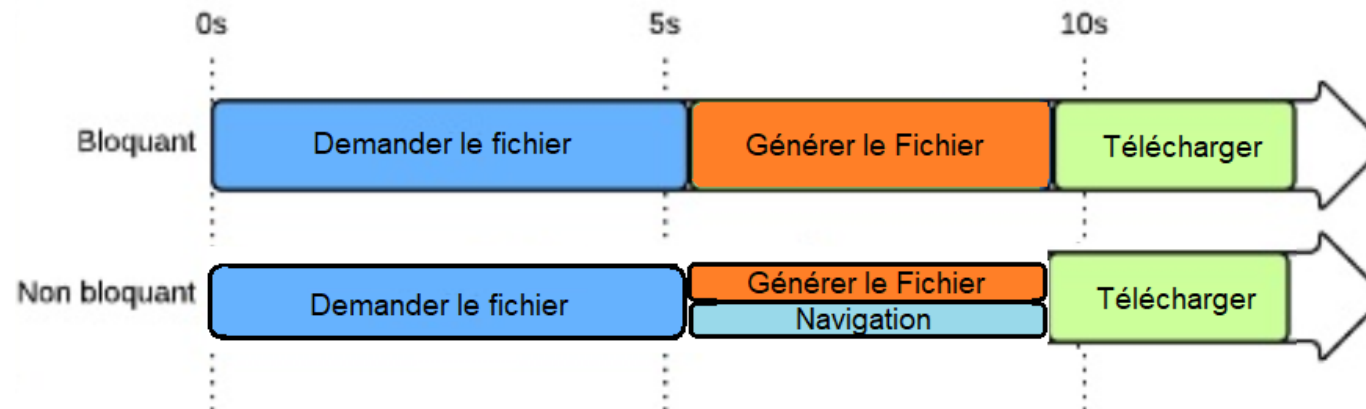 0s 5s 10s
Bloquant Demander le fichier Générer le Fichier Télécharger
Non bloquant Demander le fichier Générer le Fichier Télécharger
Navigation